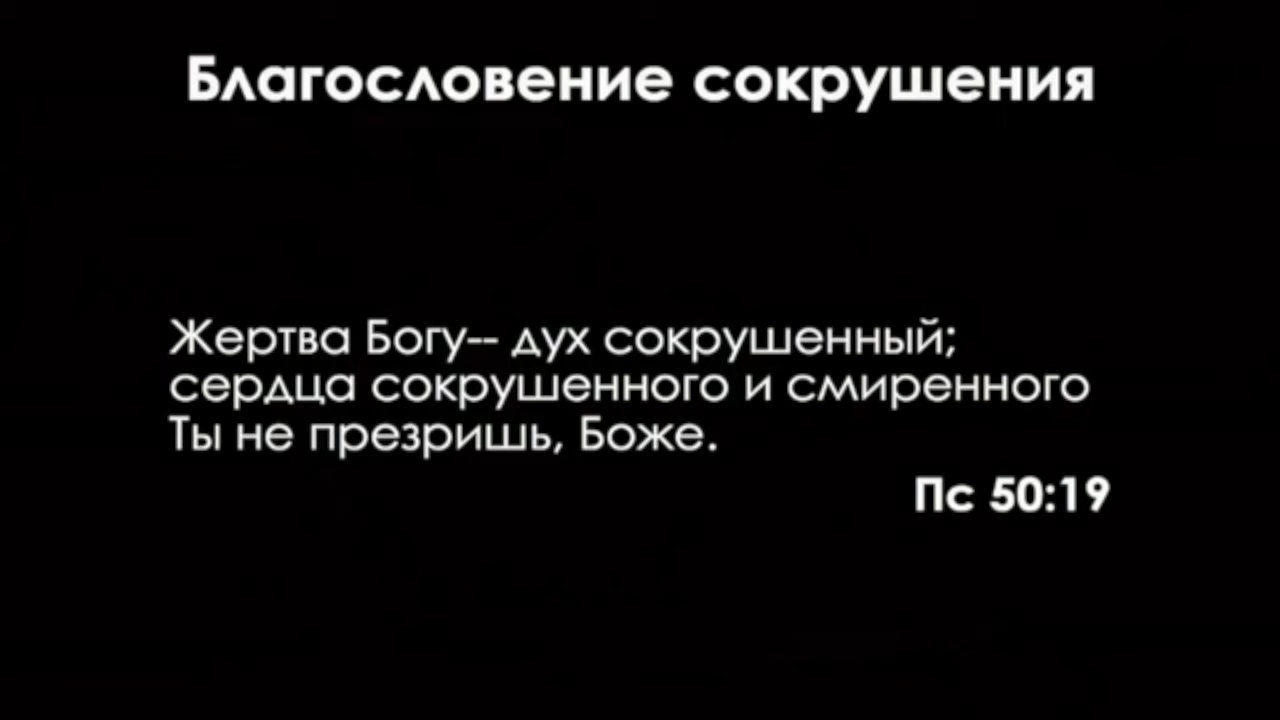 Благословение сокрушения
Жертва Богу-- дух сокрушенный;
сердца сокрушенного и смиренного
Ты не презришь, Боже.
Пс 50:19